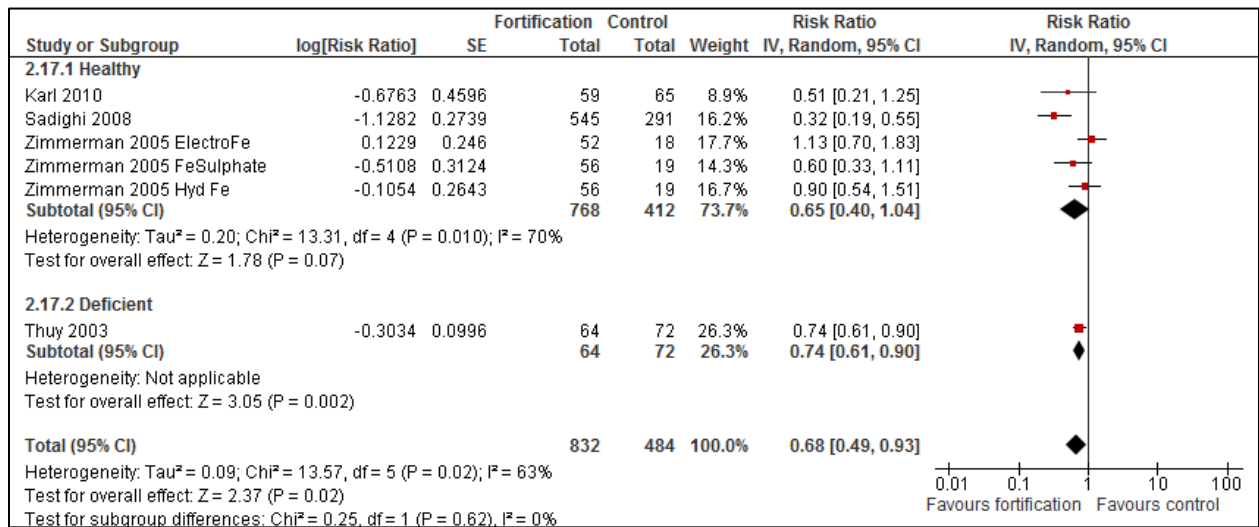 Fortification Control Risk Ratio Risk Ratio
Study or Subgroup log[Risk Ratio] SE Total Total Weight IV, Random, 95% CI IV, Random, 95% CI
2.17.1 Healthy
Karl 2010 -0.6763 0.4596 59 65 8.9% 0.51 [0.21, 1.25]
Sadighi 2008 -1.1282 0.2739 545 291 16.2% 0.32 [0.19, 0.55]
Zimmerman 2005 ElectroFe 0.1229 0.246 52 18 17.7% 1.13 [0.70, 1.83]
Zimmerman 2005 FeSulphate -0.5108 0.3124 56 19 14.3% 0.60 [0.33, 1.11]
Zimmerman 2005 Hyd Fe -0.1054 0.2643 56 19 16.7% 0.90 [0.54, 1.51]
Subtotal (95% CI) 768 412 73.7% 0.65 [0.40, 1.04]
Heterogeneity: Tau² = 0.20; Chi² = 13.31, df = 4 (P = 0.010); I² = 70%
Test for overall effect: Z = 1.78 (P = 0.07)
2.17.2 Deficient
Thuy 2003 -0.3034 0.0996 64 72 26.3% 0.74 [0.61, 0.90]
Subtotal (95% CI) 64 72 26.3% 0.74 [0.61, 0.90]
Heterogeneity: Not applicable
Test for overall effect: Z = 3.05 (P = 0.002)
Total (95% CI) 832 484 100.0% 0.68 [0.49, 0.93]
Heterogeneity: Tau² = 0.09; Chi² = 13.57, df = 5 (P = 0.02); I² = 63%
Test for overall effect: Z = 2.37 (P = 0.02)
Test for subgroup differences: Chi² = 0.25, df = 1 (P = 0.62), I² = 0%
0.01 0.1 1 10 100
Favours fortification Favours control